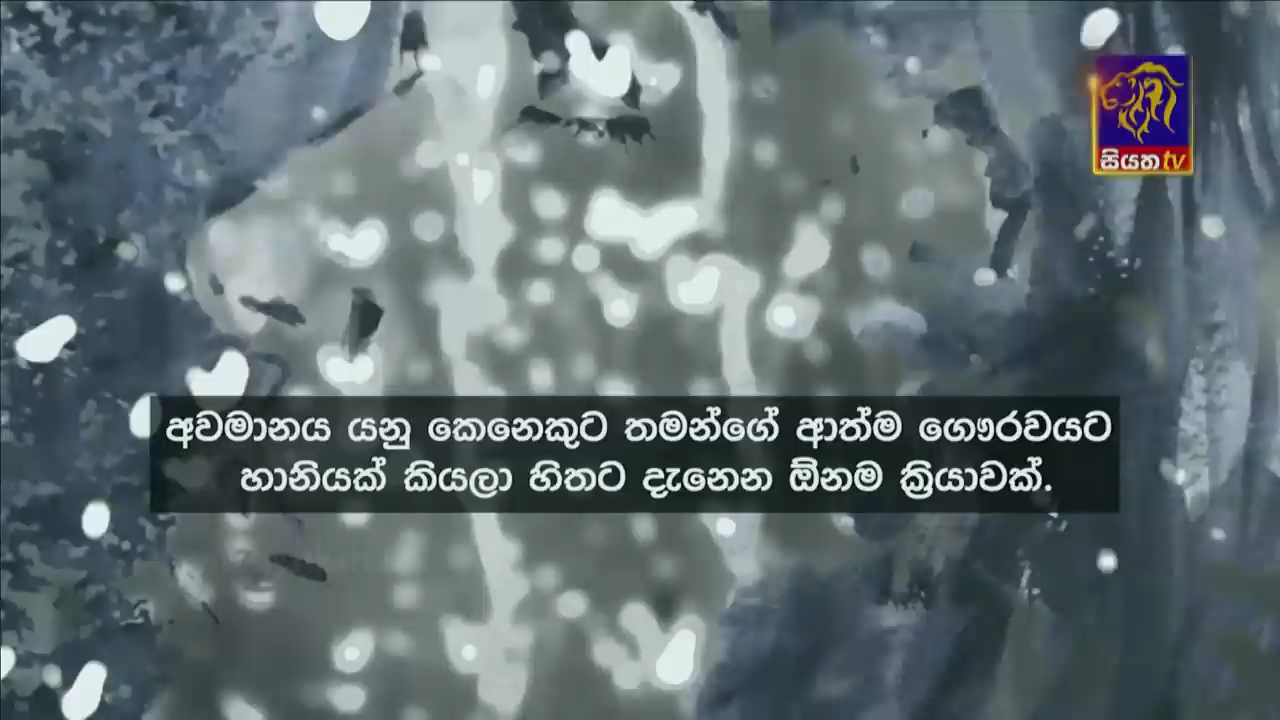 සියත tv
අවමානය යනු කෙනෙකුට තමන්ගේ ආත්ම ගෞරවයට
හානියක් කියලා හිතට දැනෙන ඕනම ක්‍රියාවක්.